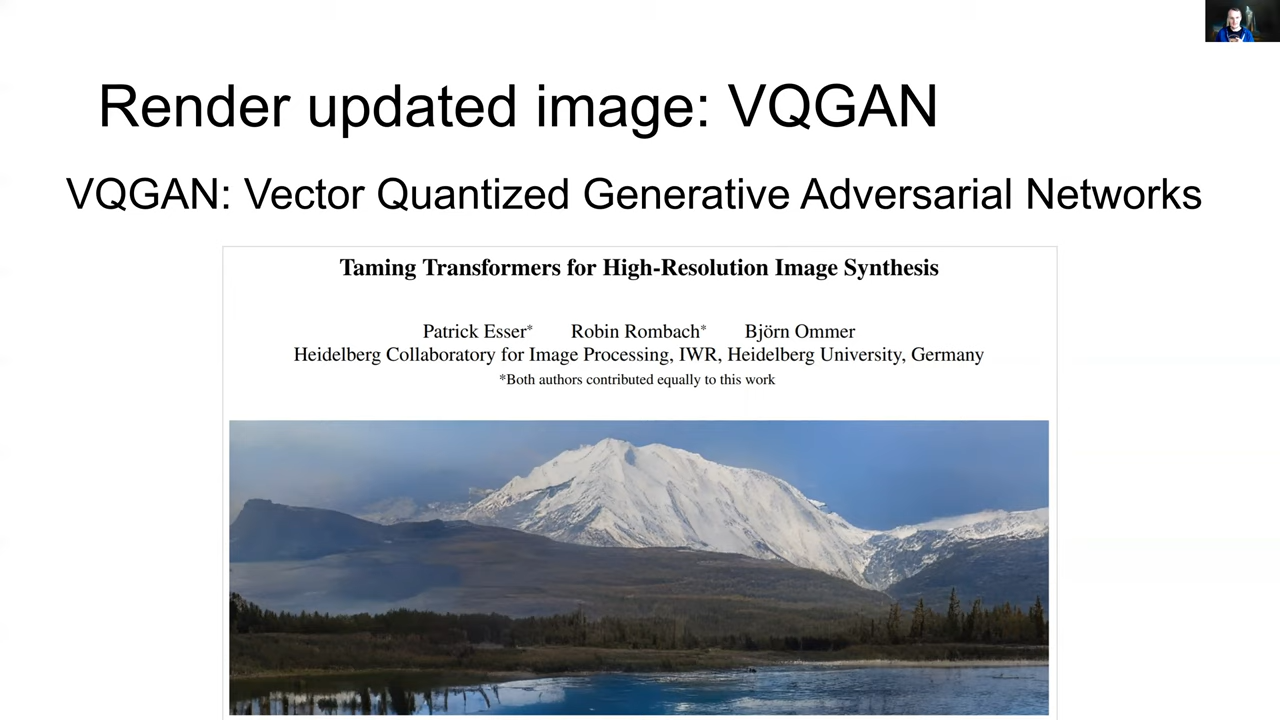 Render updated image: VQGAN
VQGAN: Vector Quantized Generative Adversarial Networks
Taming Transformers for High-Resolution Image Synthesis
Patrick Esser* Robin Rombach* Björn Ommer
Heidelberg Collaboratory for Image Processing, IWR, Heidelberg University, Germany
*Both authors contributed equally to this work